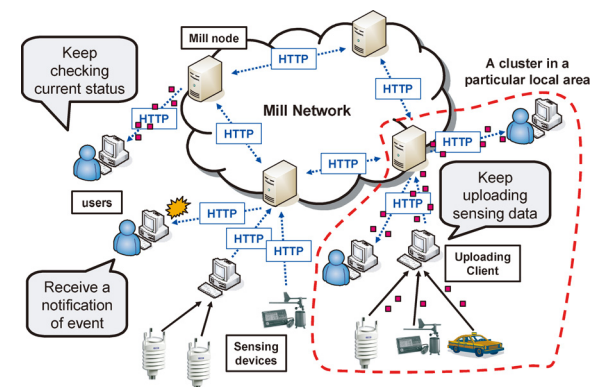 Mill node
Keep
checking
current status
HTTP
HTTP
HTTP
HTTP
Mill Network
A cluster in a
particular local area
HTTP
HTTP
Keep
uploading
sensing data
HTTP
users
HTTP
HTTP
HTTP
Uploading
Client
Receive a
notification
of event
Sensing
devices